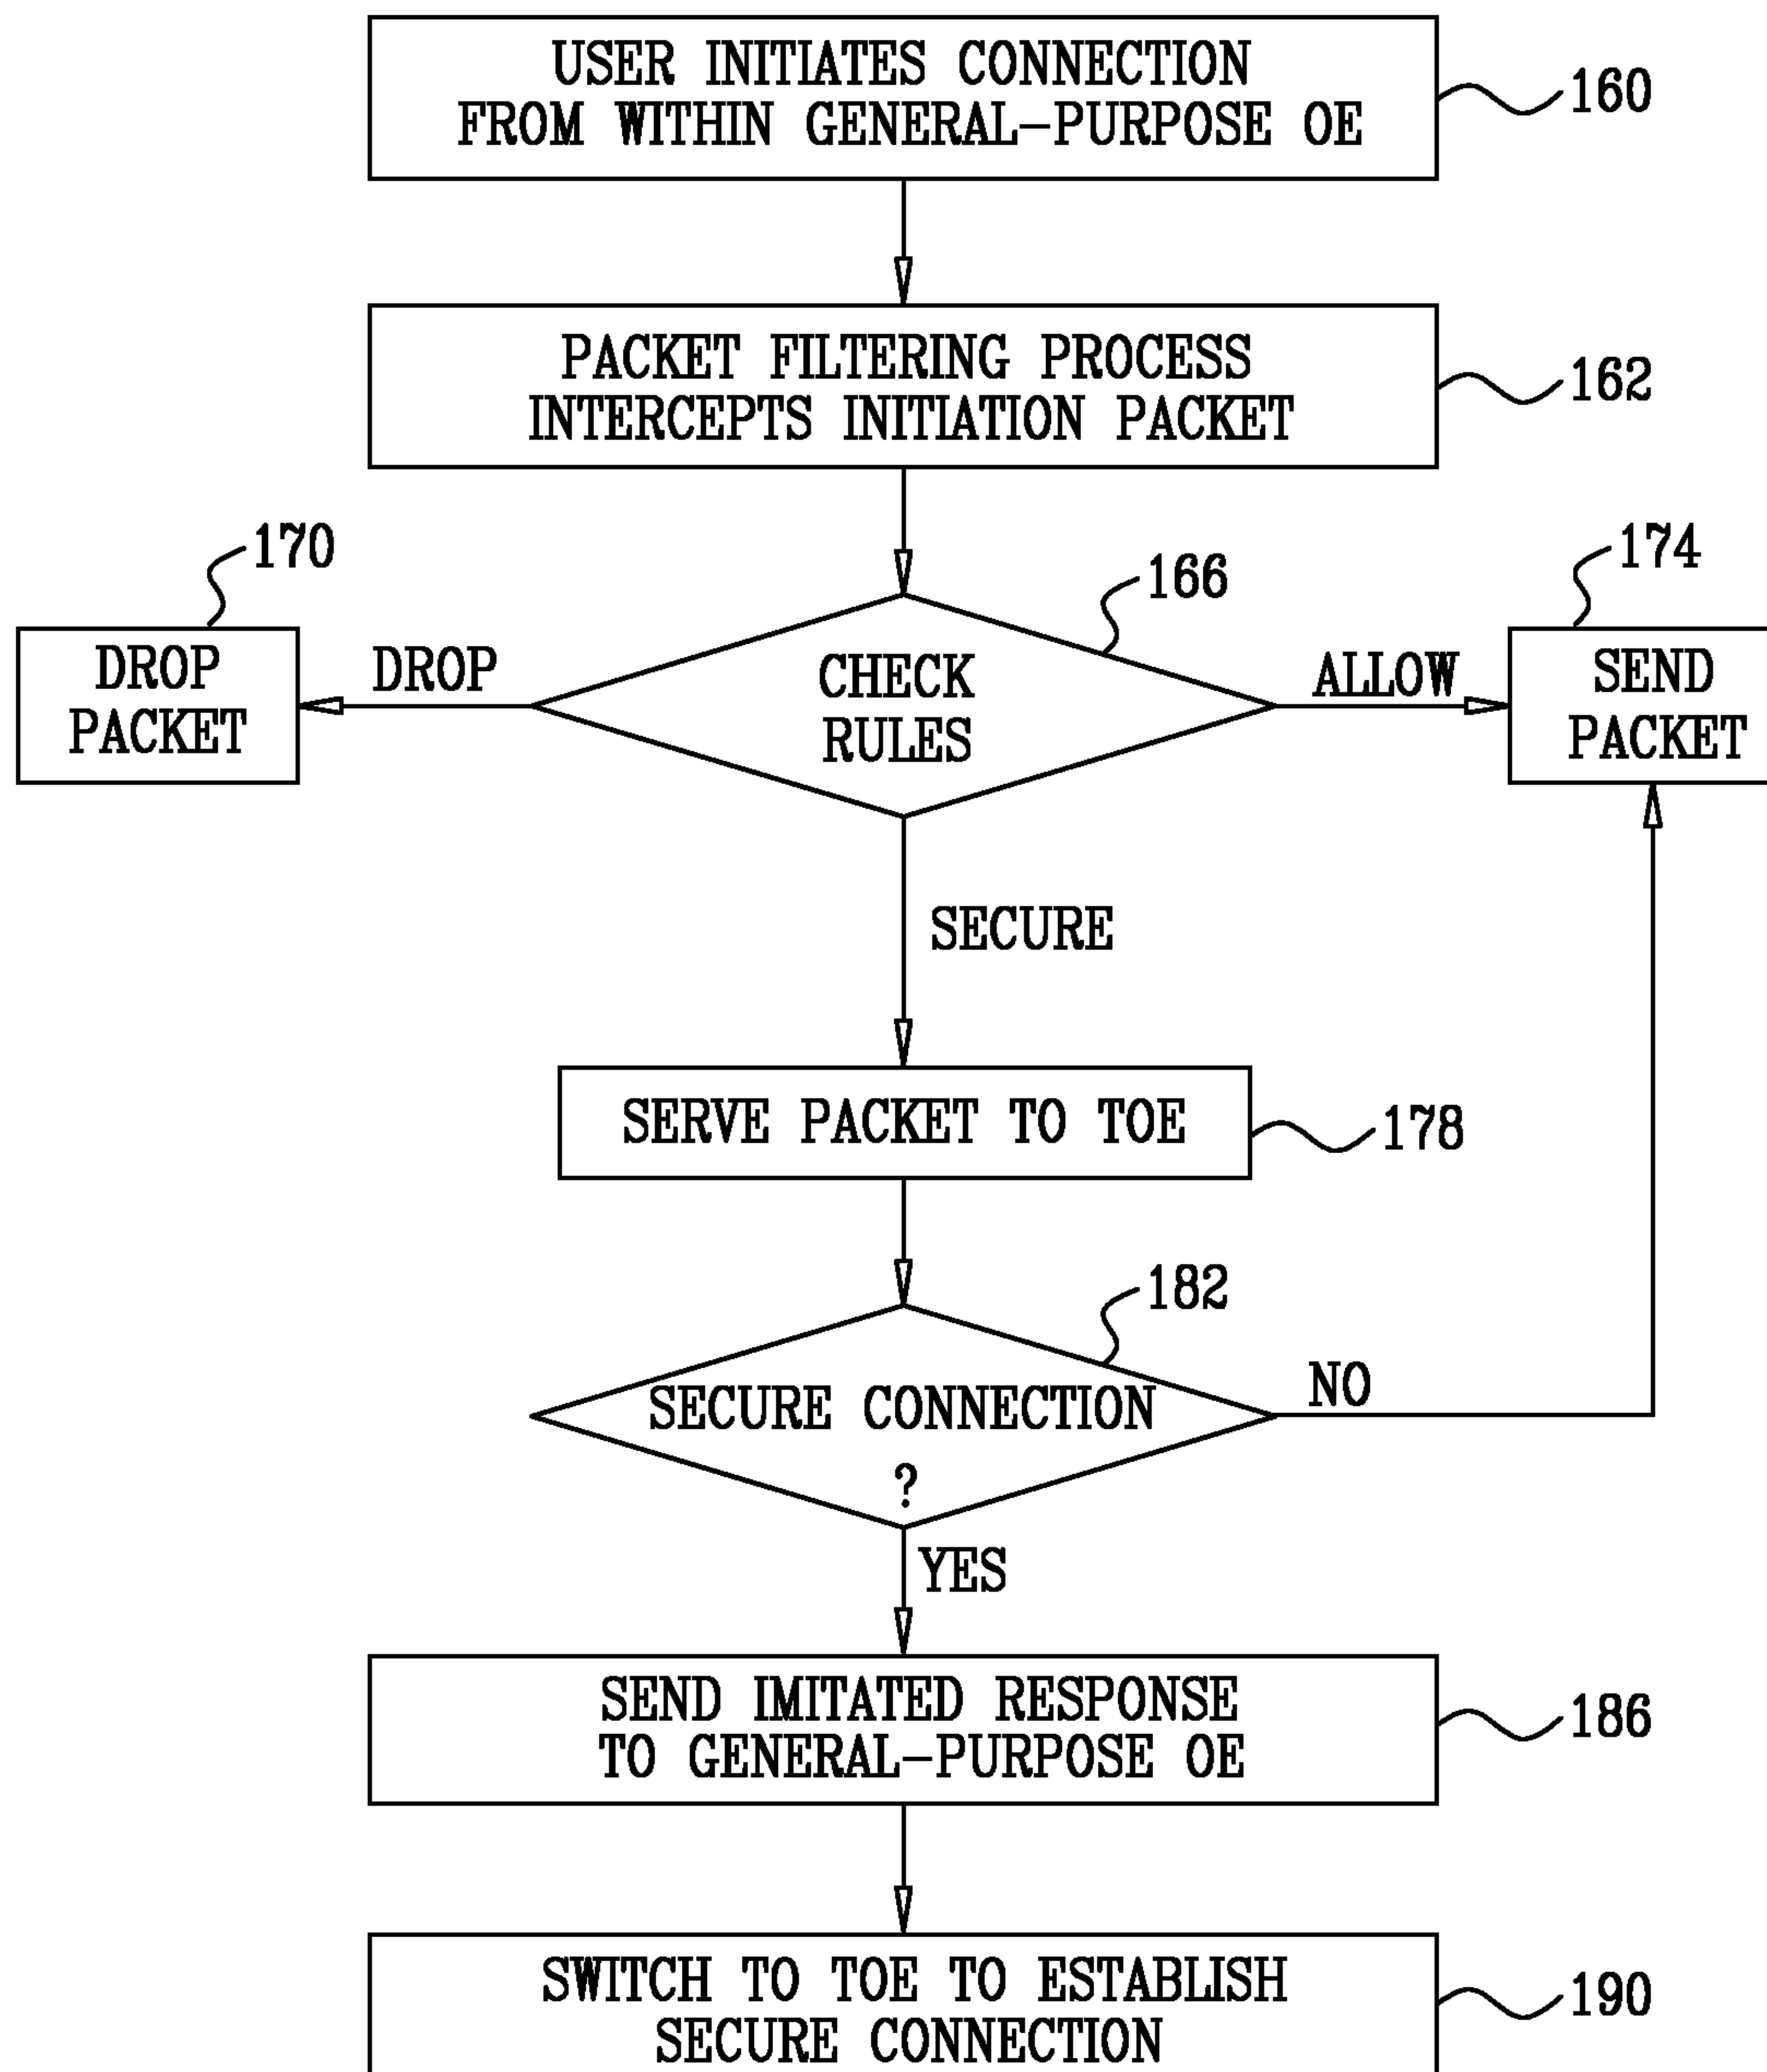 USER INITIATES CONNECTION
FROM WITHIN GENERAL-PURPOSE OE
160
PACKET FILTERING PROCESS
INTERCEPTS INITIATION PACKET
162
170
166
174
DROP
PACKET
DROP
CHECK
RULES
ALLOW
SEND
PACKET
SECURE
SERVE PACKET TO TOE
178
182
SECURE CONNECTION
?
NO
YES
SEND IMITATED RESPONSE
TO GENERAL-PURPOSE OE
186
SWITCH TO TOE TO ESTABLISH
SECURE CONNECTION
190